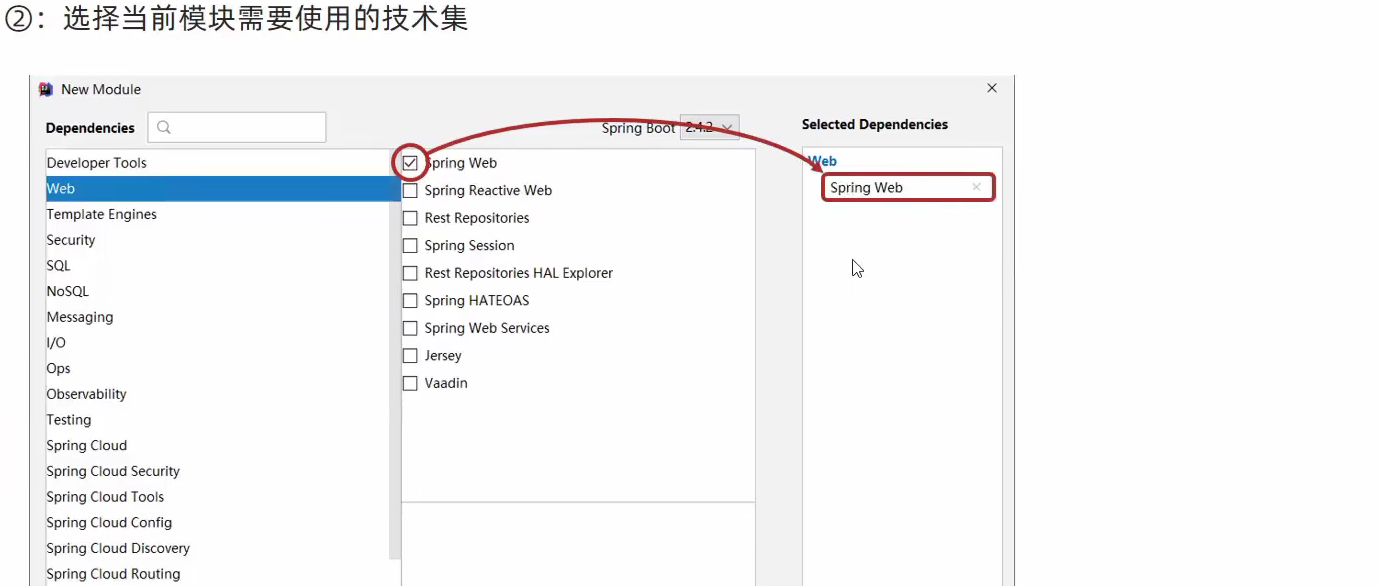 ②：选择当前模块需要使用的技术集
New Module
Dependencies
Spring Boot 2.4.2
Selected Dependencies
Developer Tools
Web
Template Engines
Security
SQL
NoSQL
Messaging
I/O
Ops
Observability
Testing
Spring Cloud
Spring Cloud Security
Spring Cloud Tools
Spring Cloud Config
Spring Cloud Discovery
Spring Cloud Routing
Spring Web
Spring Reactive Web
Rest Repositories
Spring Session
Rest Repositories HAL Explorer
Spring HATEOAS
Spring Web Services
Jersey
Vaadin
Web
Spring Web